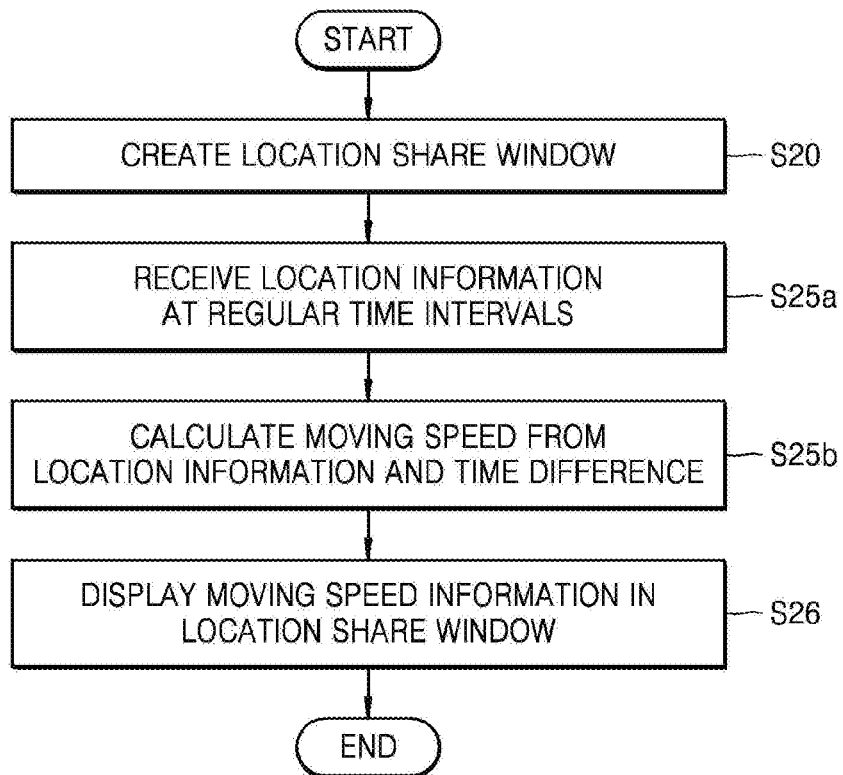 START
CREATE LOCATION SHARE WINDOW
S20
RECEIVE LOCATION INFORMATION
AT REGULAR TIME INTERVALS
S25a
CALCULATE MOVING SPEED FROM
LOCATION INFORMATION AND TIME DIFFERENCE
S25b
DISPLAY MOVING SPEED INFORMATION IN
LOCATION SHARE WINDOW
S26
END